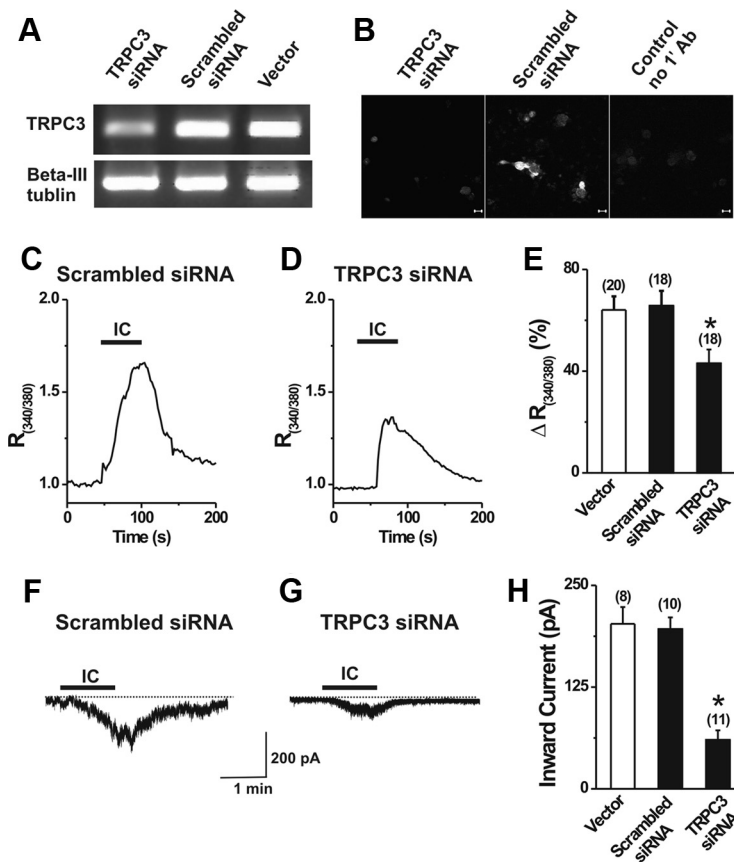 A
TRPC3
siRNA
Scrambled
siRNA
Vector
TRPC3
Beta-III
tublin
B
TRPC3
siRNA
Scrambled
siRNA
Control
no 1' Ab
C
Scrambled siRNA
2.0
1.5
1.0
R(340/380)
IC
0
100
200
Time (s)
D
TRPC3 siRNA
2.0
1.5
1.0
R(340/380)
IC
0
100
200
Time (s)
E
80
40
0
Δ R(340/380) (%)
(20)
(18)
*
(18)
Vector
Scrambled
siRNA
TRPC3
siRNA
F
Scrambled siRNA
IC
200 pA
1 min
G
TRPC3 siRNA
IC
H
250
125
0
Inward Current (pA)
(8)
(10)
*
(11)
Vector
Scrambled
siRNA
TRPC3
siRNA